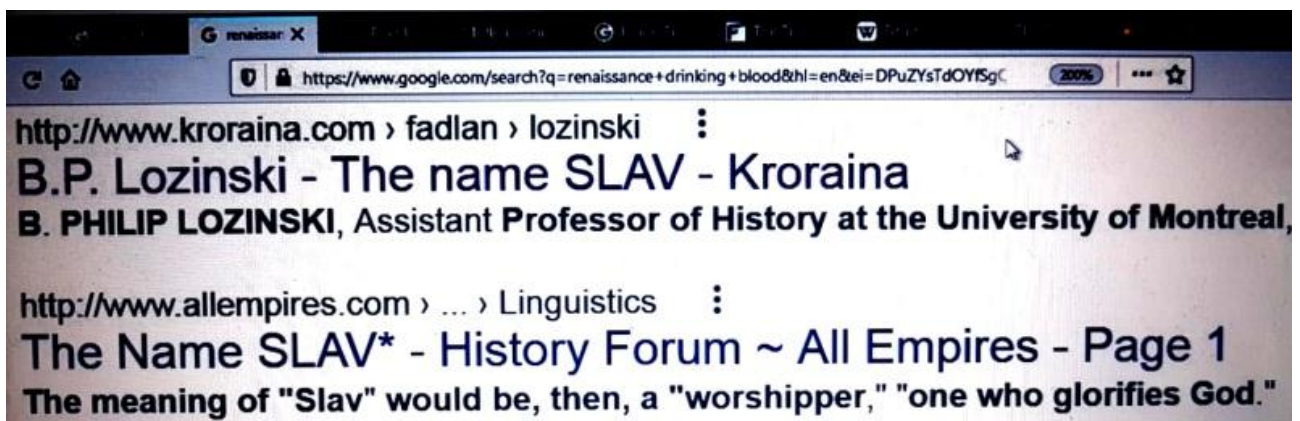 G renaissar X
https://www.google.com/search?q=renaissance+drinking+blood&hl=en&ei=DPuZYsTdOYfSgC 200%
http://www.kroraina.com › fadlan › lozinski
B.P. Lozinski - The name SLAV - Kroraina
B. PHILIP LOZINSKI, Assistant Professor of History at the University of Montreal,
http://www.allempires.com › ... › Linguistics
The Name SLAV* - History Forum ~ All Empires - Page 1
The meaning of "Slav" would be, then, a "worshipper," "one who glorifies God."